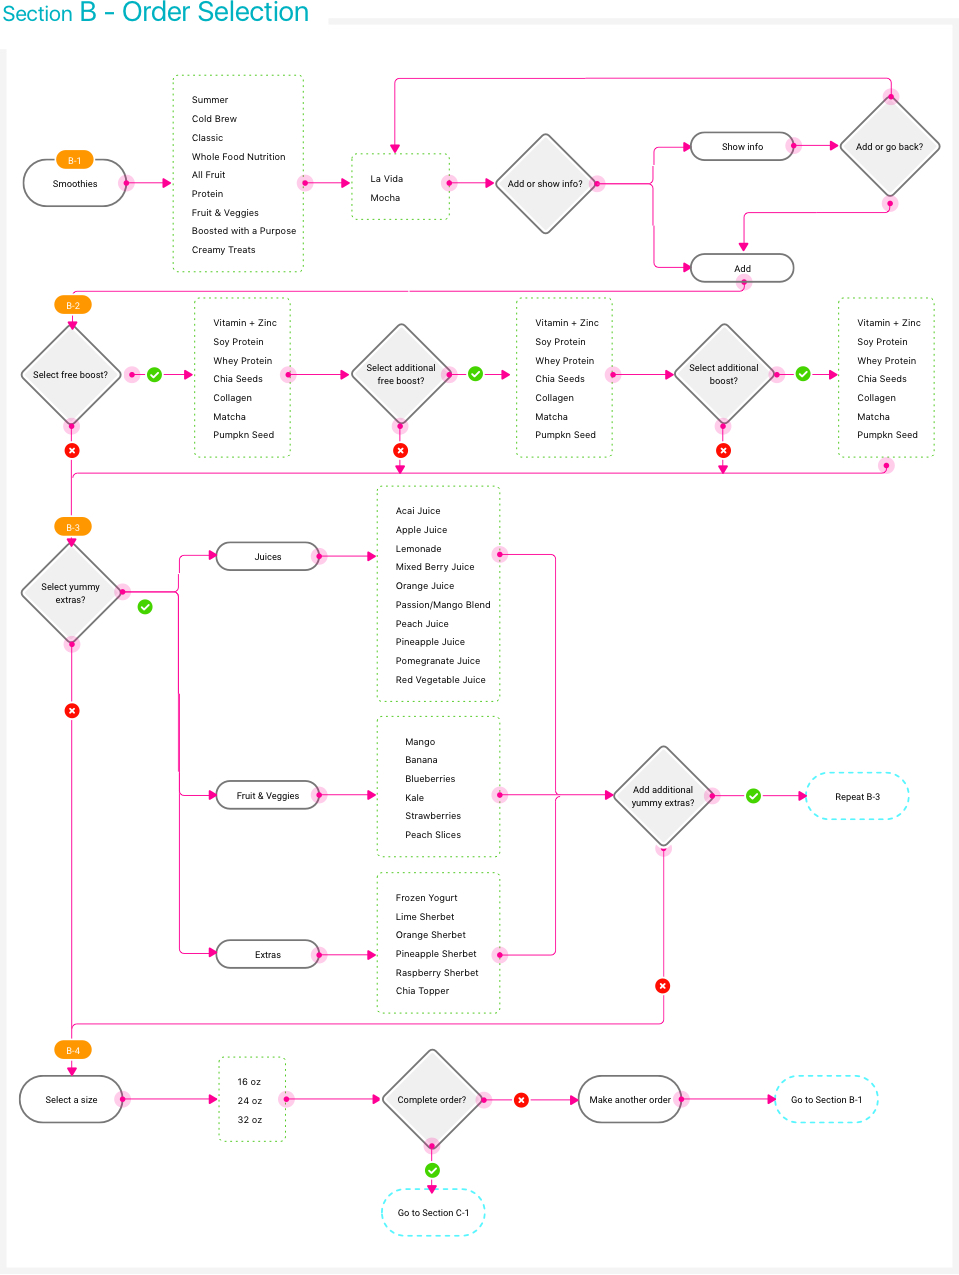 Section B - Order Selection
B-1
Smoothies
Summer
Cold Brew
Classic
Whole Food Nutrition
All Fruit
Protein
Fruit & Veggies
Boosted with a Purpose
Creamy Treats
La Vida
Mocha
Add or show info?
Show info
Add or go back?
Add
B-2
Select free boost?
Vitamin + Zinc
Soy Protein
Whey Protein
Chia Seeds
Collagen
Matcha
Pumpkn Seed
Select additional
free boost?
Vitamin + Zinc
Soy Protein
Whey Protein
Chia Seeds
Collagen
Matcha
Pumpkn Seed
Select additional
boost?
Vitamin + Zinc
Soy Protein
Whey Protein
Chia Seeds
Collagen
Matcha
Pumpkn Seed
B-3
Select yummy
extras?
Juices
Acai Juice
Apple Juice
Lemonade
Mixed Berry Juice
Orange Juice
Passion/Mango Blend
Peach Juice
Pineapple Juice
Pomegranate Juice
Red Vegetable Juice
Fruit & Veggies
Mango
Banana
Blueberries
Kale
Strawberries
Peach Slices
Add additional
yummy extras?
Repeat B-3
Extras
Frozen Yogurt
Lime Sherbet
Orange Sherbet
Pineapple Sherbet
Raspberry Sherbet
Chia Topper
B-4
Select a size
16 oz
24 oz
32 oz
Complete order?
Make another order
Go to Section B-1
Go to Section C-1